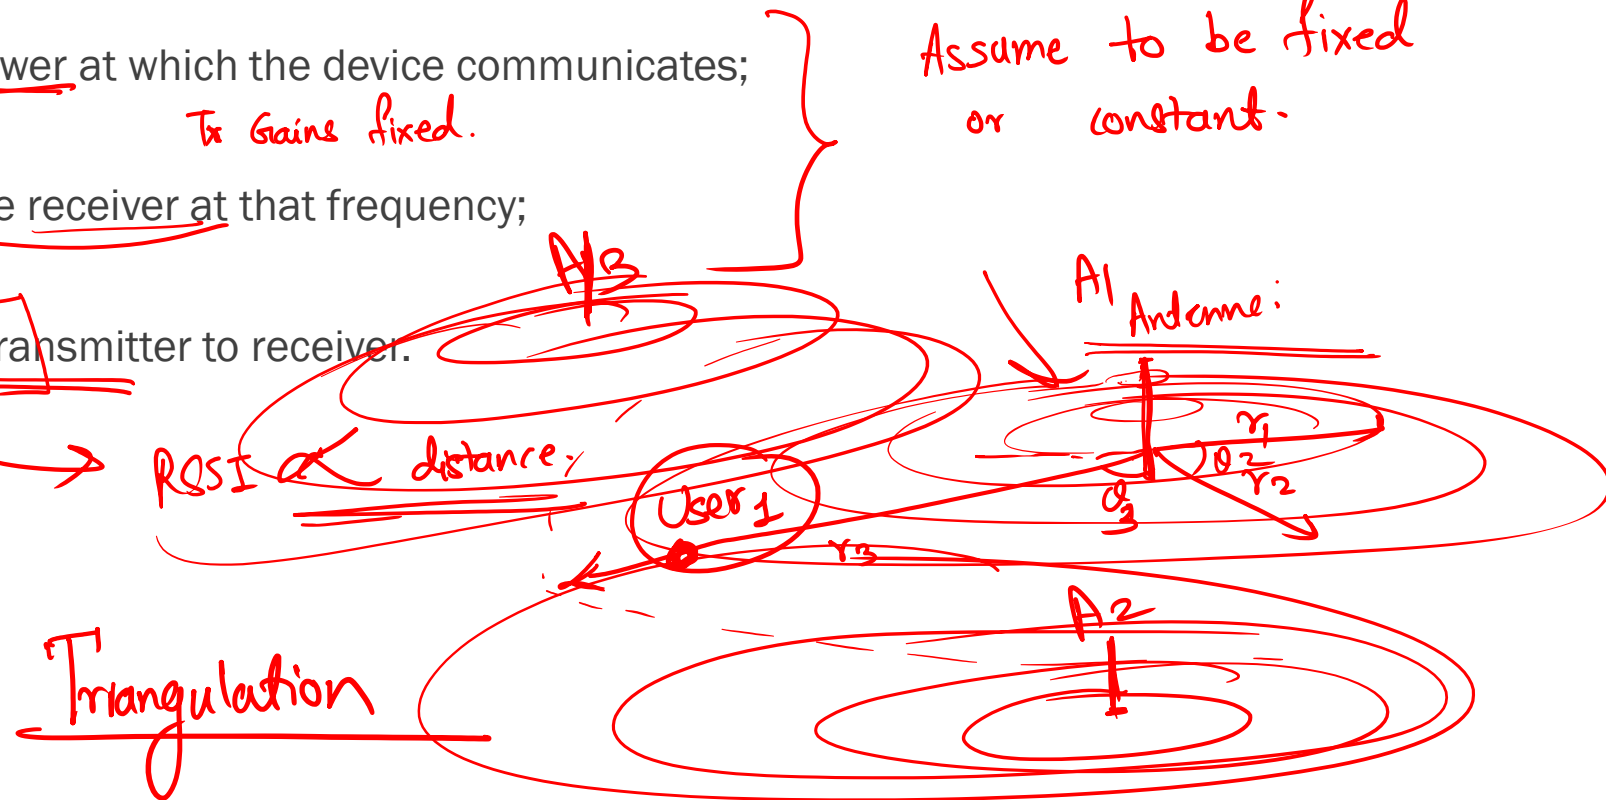 wer at which the device communicates;
Assume to be fixed
or constant.
Tx Gains fixed.
e receiver at that frequency;
A3
A1
Antenne:
ransmitter to receiver.
r1
θ2
r2
RSSI ∝ distance;
User 1
θ3
r3
A2
Triangulation